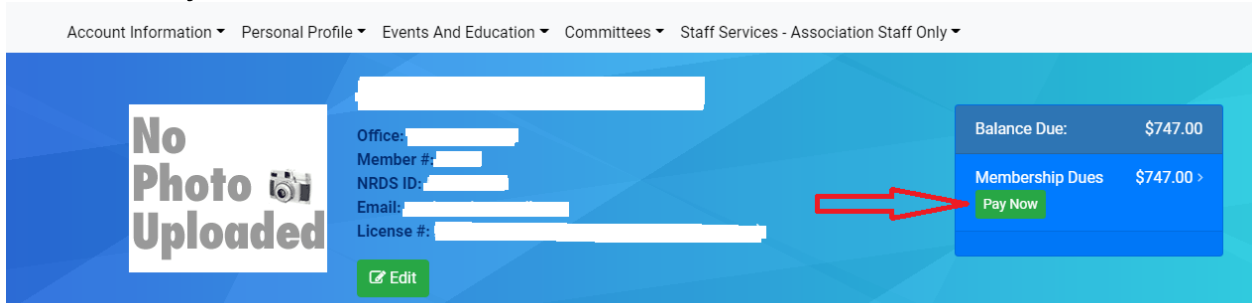 Account Information Personal Profile Events And Education Committees Staff Services - Association Staff Only
No
Photo
Uploaded
Office:
Member #:
NRDS ID:
Email:
License #:
Edit
Balance Due: $747.00
Membership Dues $747.00 >
Pay Now